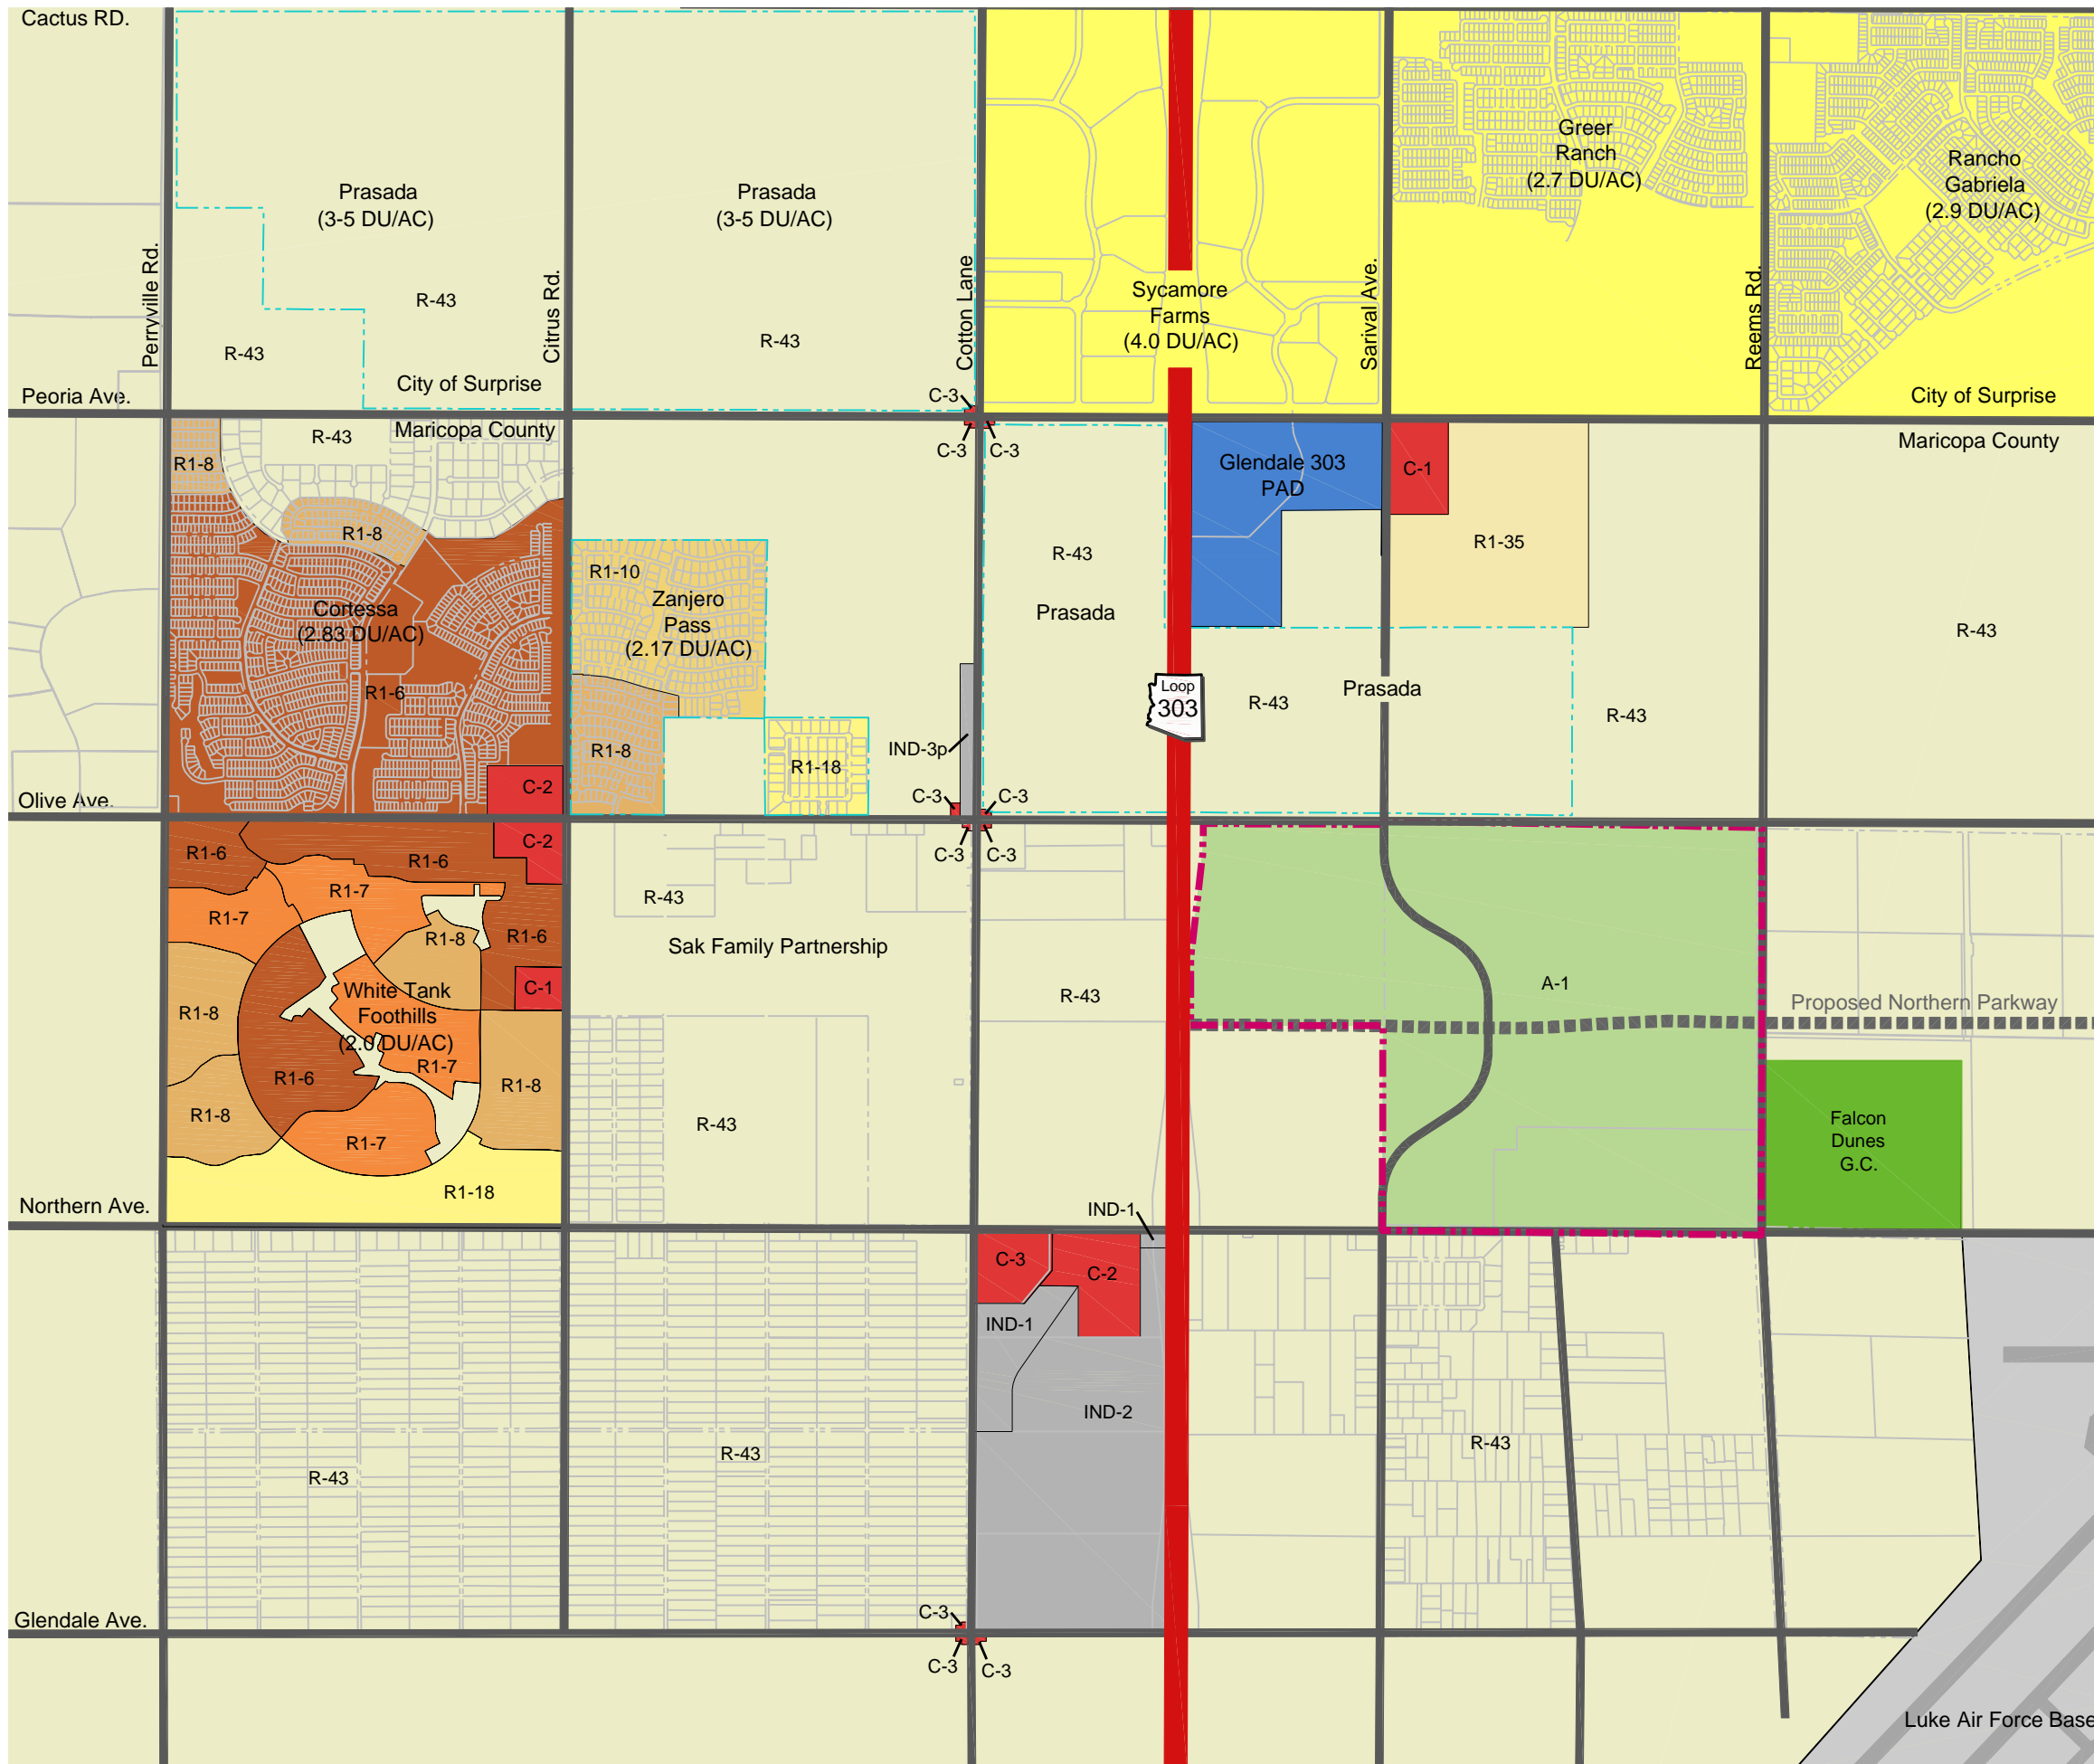 Cactus RD.
Prasada
(3-5 DU/AC)
Prasada
(3-5 DU/AC)
Greer
Ranch
(2.7 DU/AC)
Rancho
Gabriela
(2.9 DU/AC)
Perryville Rd.
Citrus Rd.
Cotton Lane
Sarival Ave.
Reems Rd.
Sycamore
Farms
(4.0 DU/AC)
R-43
R-43
R-43
City of Surprise
Peoria Ave.
C-3
City of Surprise
R-43
Maricopa County
C-3
C-3
Maricopa County
R1-8
Glendale 303
PAD
C-1
R1-8
R-43
R1-35
R1-10
Zanjero
Pass
(2.17 DU/AC)
Cortessa
(2.83 DU/AC)
Prasada
R-43
R1-6
Loop
303
R-43
Prasada
R-43
R1-8
IND-3p
R1-18
C-2
Olive Ave.
C-3
C-3
C-2
R1-6
R1-6
C-3
C-3
R1-7
R-43
R1-7
R1-8
R1-6
Sak Family Partnership
A-1
White Tank
Foothills
(2.0 DU/AC)
C-1
R-43
Proposed Northern Parkway
R1-8
R1-7
R1-6
R1-8
R1-8
R1-7
R-43
Falcon
Dunes
G.C.
R1-18
Northern Ave.
IND-1
C-3
C-2
IND-1
IND-2
R-43
R-43
R-43
Glendale Ave.
C-3
C-3
C-3
Luke Air Force Base